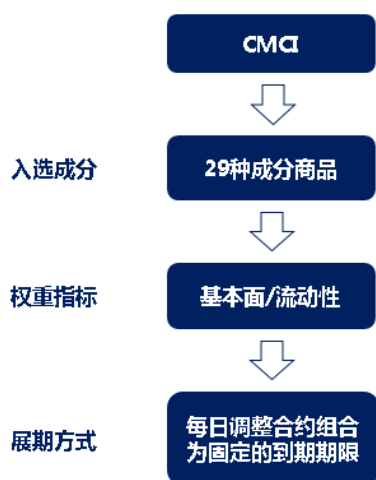 CMCI
入选成分
29种成分商品
权重指标
基本面/流动性
展期方式
每日调整合约组合
为固定的到期期限